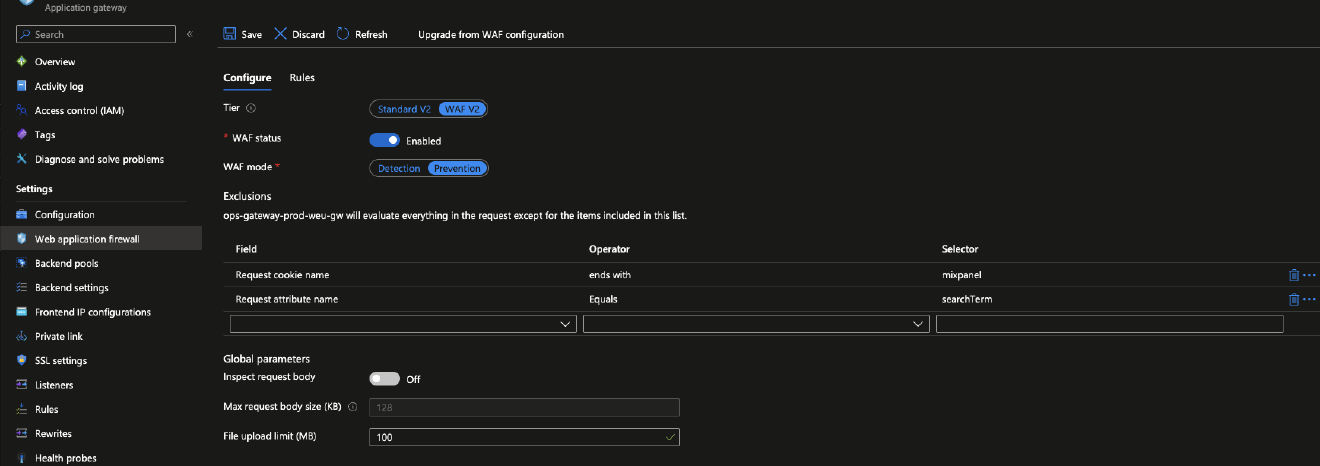 Application gateway
Search
«
Overview
Activity log
Access control (IAM)
Tags
Diagnose and solve problems
Settings
Configuration
Web application firewall
Backend pools
Backend settings
Frontend IP configurations
Private link
SSL settings
Listeners
Rules
Rewrites
Health probes
Save Discard Refresh Upgrade from WAF configuration
Configure Rules
Tier Standard V2 WAF V2
* WAF status Enabled
WAF mode * Detection Prevention
Exclusions
ops-gateway-prod-weu-gw will evaluate everything in the request except for the items included in this list.
Field Operator Selector
Request cookie name ends with mixpanel
Request attribute name Equals searchTerm
Global parameters
Inspect request body Off
Max request body size (KB) 128
File upload limit (MB) 100